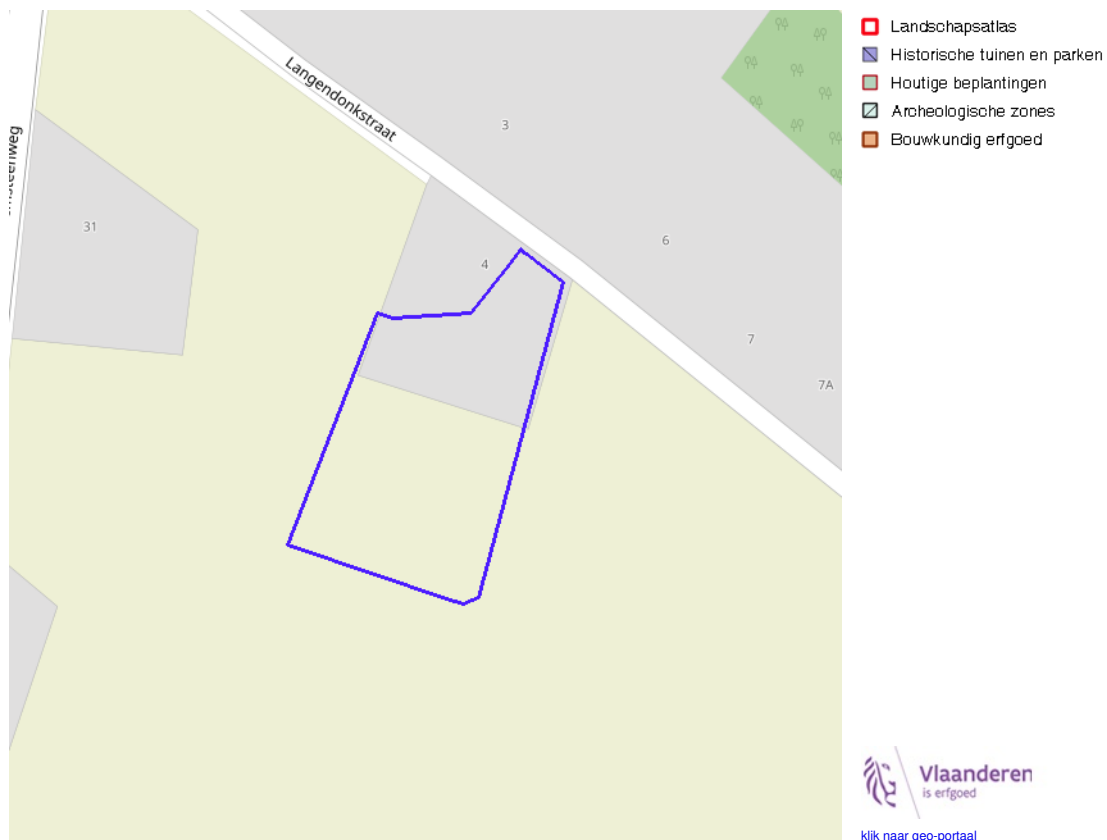 Langendonkstraat
3
31
4
6
7
7A
Landschapsatlas
Historische tuinen en parken
Houtige beplantingen
Archeologische zones
Bouwkundig erfgoed
Vlaanderen
is erfgoed
klik naar geo-portaal